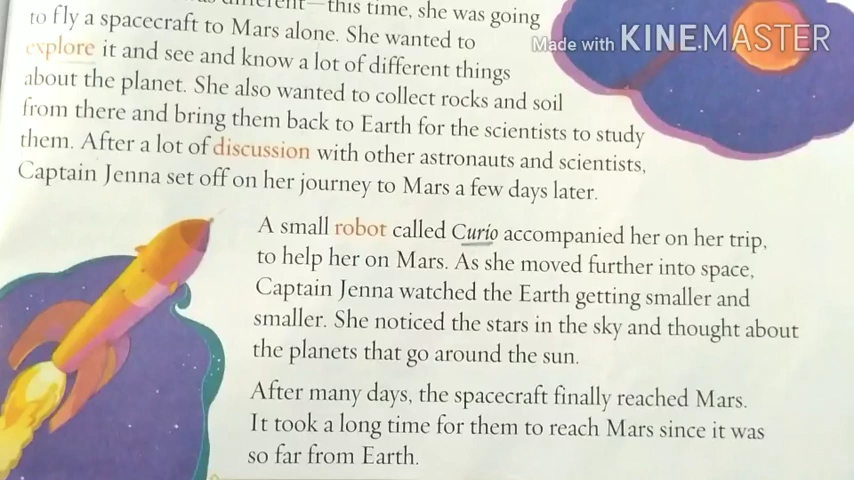 this time, she was going
to fly a spacecraft to Mars alone. She wanted to
explore it and see and know a lot of different things
about the planet. She also wanted to collect rocks and soil
from there and bring them back to Earth for the scientists to study
them. After a lot of discussion with other astronauts and scientists,
Captain Jenna set off on her journey to Mars a few days later.
Made with KINEMASTER
A small robot called Curio accompanied her on her trip,
to help her on Mars. As she moved further into space,
Captain Jenna watched the Earth getting smaller and
smaller. She noticed the stars in the sky and thought about
the planets that go around the sun.
After many days, the spacecraft finally reached Mars.
It took a long time for them to reach Mars since it was
so far from Earth.